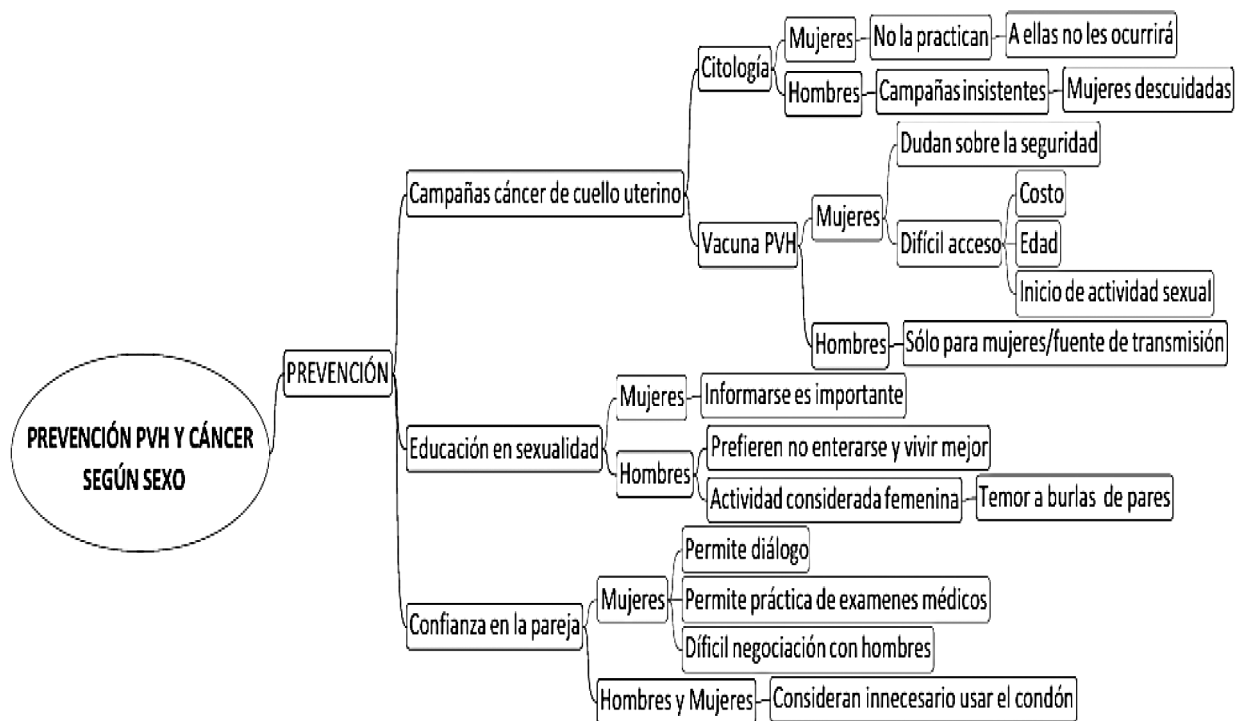 PREVENCIÓN PVH Y CÁNCER
SEGÚN SEXO
PREVENCIÓN
Campañas cáncer de cuello uterino
Citología
Mujeres
No la practican
A ellas no les ocurrirá
Hombres
Campañas insistentes
Mujeres descuidadas
Vacuna PVH
Mujeres
Dudan sobre la seguridad
Difícil acceso
Costo
Edad
Inicio de actividad sexual
Hombres
Sólo para mujeres/fuente de transmisión
Educación en sexualidad
Mujeres
Informarse es importante
Hombres
Prefieren no enterarse y vivir mejor
Actividad considerada femenina
Temor a burlas de pares
Confianza en la pareja
Mujeres
Permite diálogo
Permite práctica de examenes médicos
Díficil negociación con hombres
Hombres y Mujeres
Consideran innecesario usar el condón